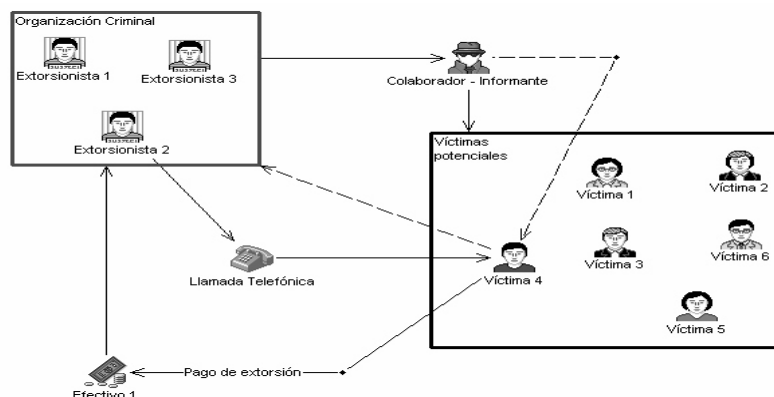 Organización Criminal
Extorsionista 1
Extorsionista 3
Extorsionista 2
Colaborador - Informante
Víctimas
potenciales
Víctima 1
Víctima 2
Víctima 3
Víctima 6
Víctima 4
Víctima 5
Llamada Telefónica
Pago de extorsión
Efectivo 1